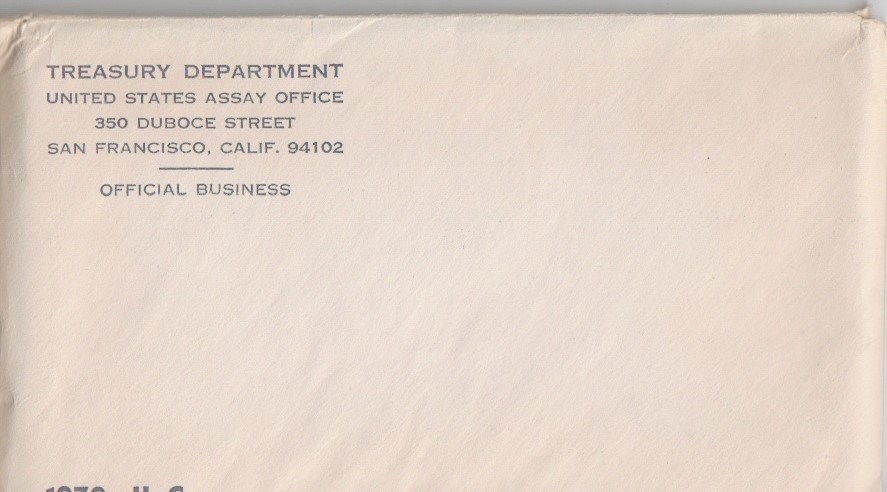 TREASURY DEPARTMENT
UNITED STATES ASSAY OFFICE
350 DUBOCE STREET
SAN FRANCISCO, CALIF. 94102
OFFICIAL BUSINESS